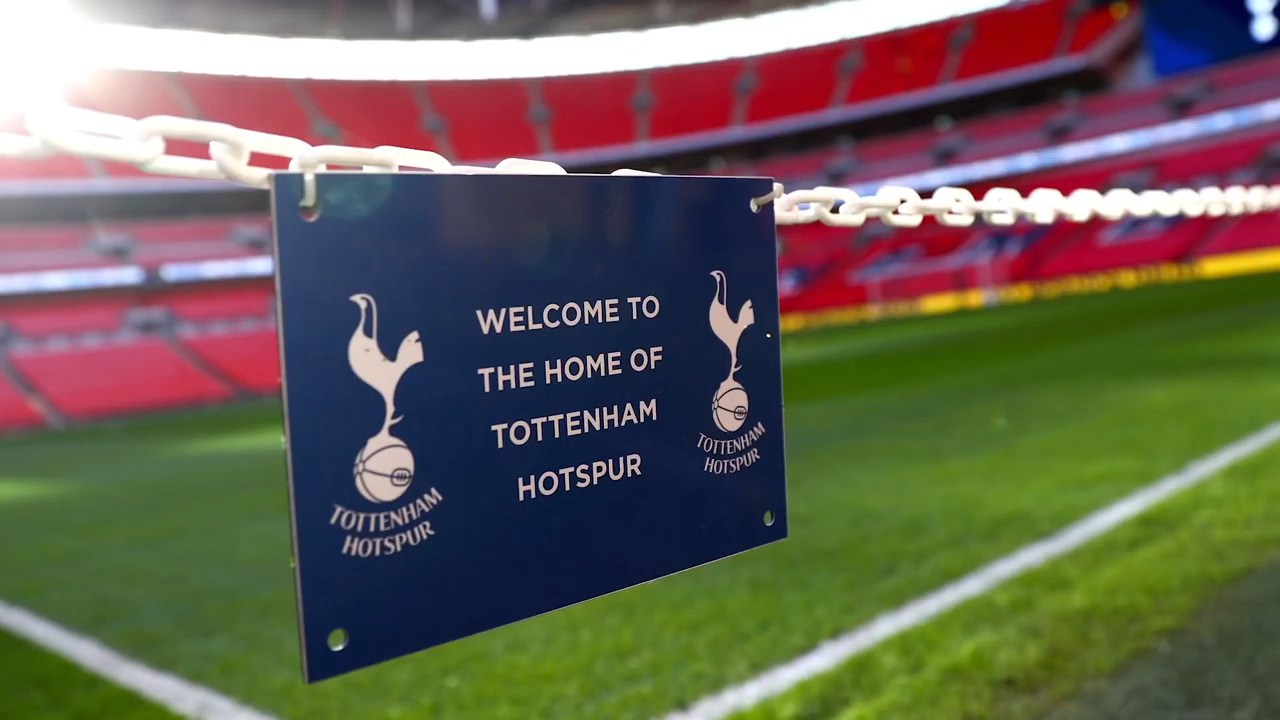 WELCOME TO
THE HOME OF
TOTTENHAM
HOTSPUR
TOTTENHAM
HOTSPUR
TOTTENHAM
HOTSPUR